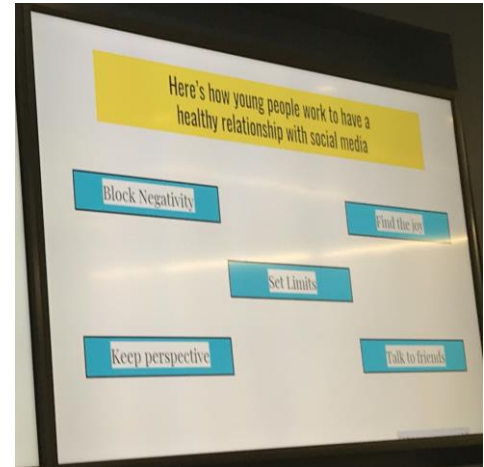 Here's how young people work to have a
healthy relationship with social media
Block Negativity
Find the joy
Set Limits
Keep perspective
Talk to friends